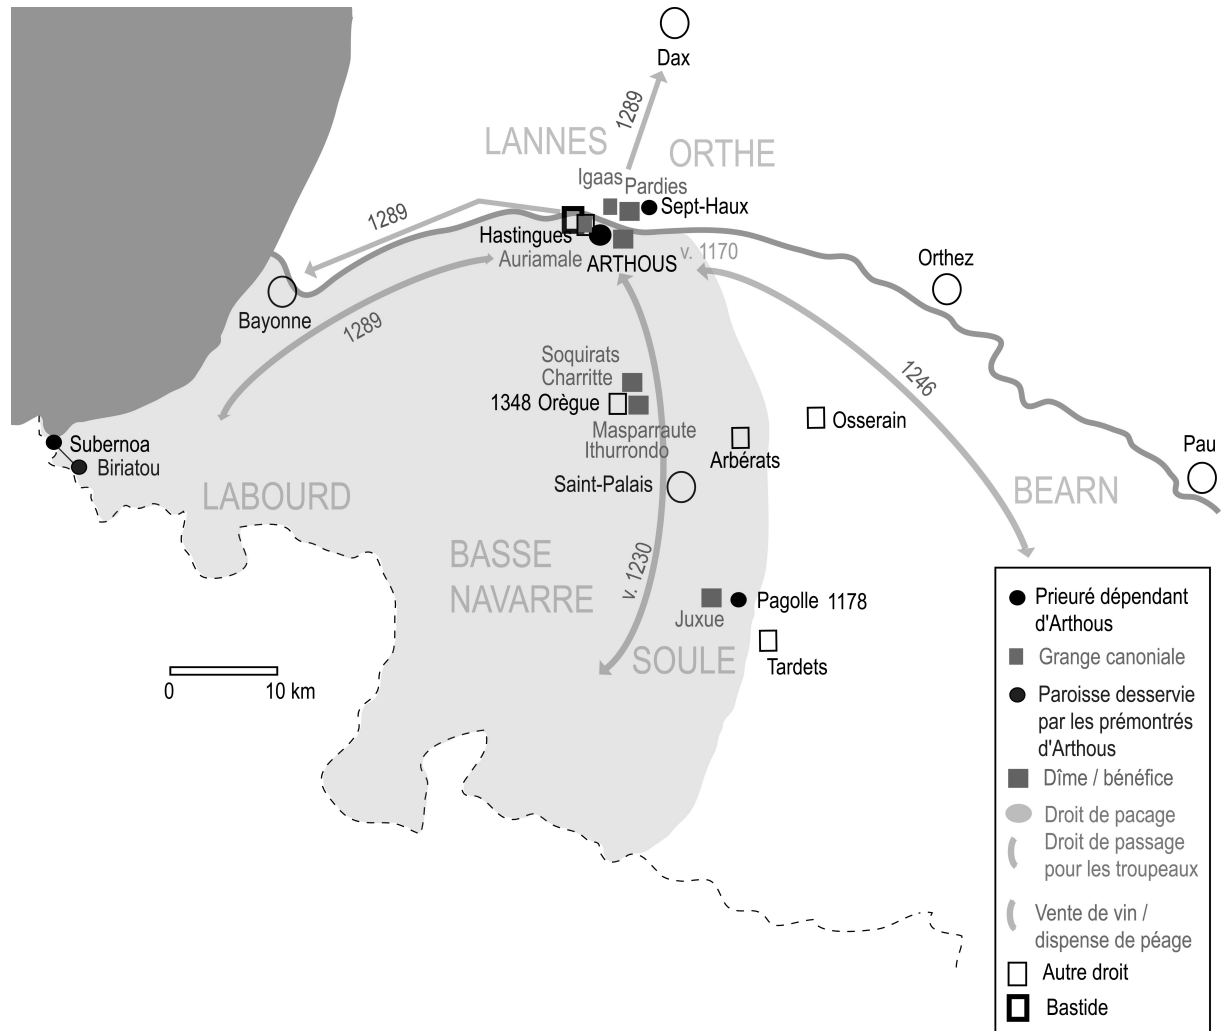 Dax
1289
LANNES
ORTHE
Igaas
Pardies
Sept-Haux
1289
Hastingues
Auriamale
ARTHOUS
v. 1170
Orthez
Bayonne
1289
Soquirats
Charritte
1246
1348 Orègue
Osserain
Masparraute
Ithurrondo
Arbérats
Subernoa
Biriatou
Saint-Palais
Pau
LABOURD
BEARN
BASSE
NAVARRE
v. 1230
Pagolle 1178
Juxue
SOULE
Tardets
0 10 km
Prieuré dépendant
d'Arthous
Grange canoniale
Paroisse desservie
par les prémontrés
d'Arthous
Dîme / bénéfice
Droit de pacage
Droit de passage
pour les troupeaux
Vente de vin /
dispense de péage
Autre droit
Bastide